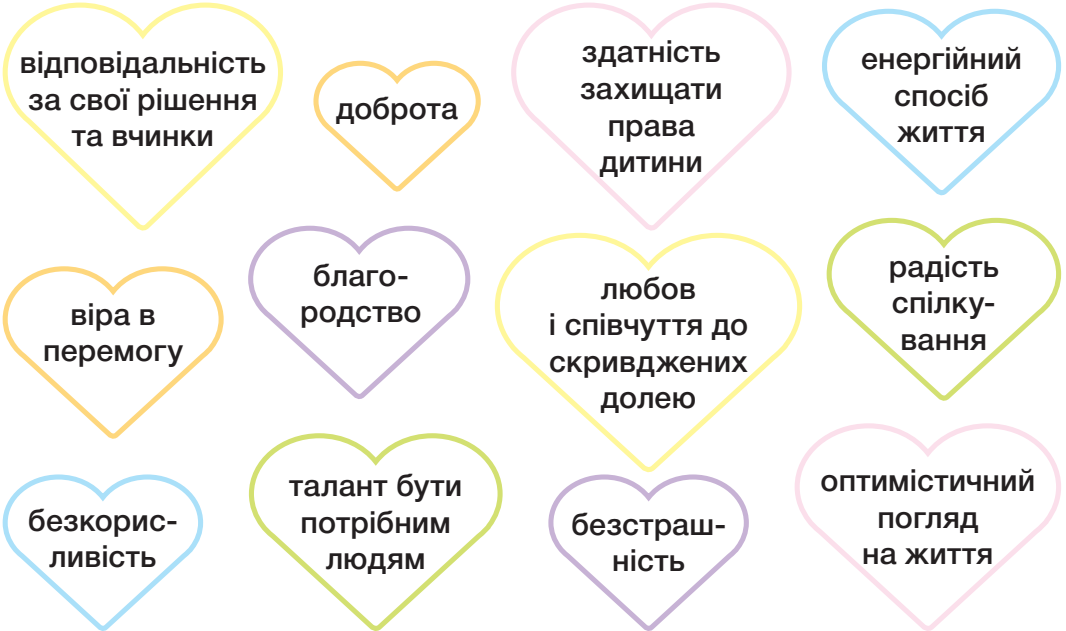 відповідальність
за свої рішення
та вчинки
доброта
здатність
захищати
права
дитини
енергійний
спосіб
життя
віра в
перемогу
благо-
родство
любов
і співчуття до
скривджених
долею
радість
спілку-
вання
безкорис-
ливість
талант бути
потрібним
людям
безстраш-
ність
оптимістичний
погляд
на життя